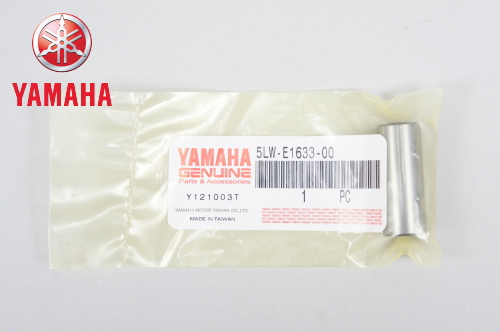 YAMAHA
YAMAHA
GENUINE
Parts & Accessories
Y121003T
YAMAHA MOTOR TAIWAN CO.,LTD.
MADE IN TAIWAN
5LW-E1633-00
1 PC